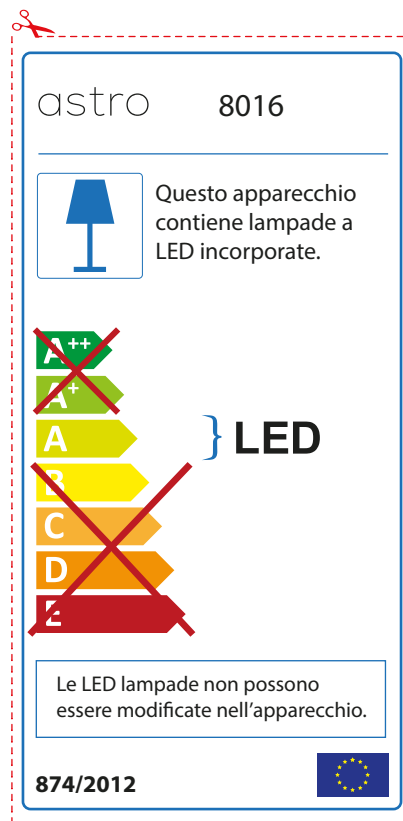 astro 8016
Questo apparecchio
contiene lampade a
LED incorporate.
A++
A+
A
B
C
D
E
LED
Le LED lampade non possono
essere modificate nell'apparecchio.
874/2012